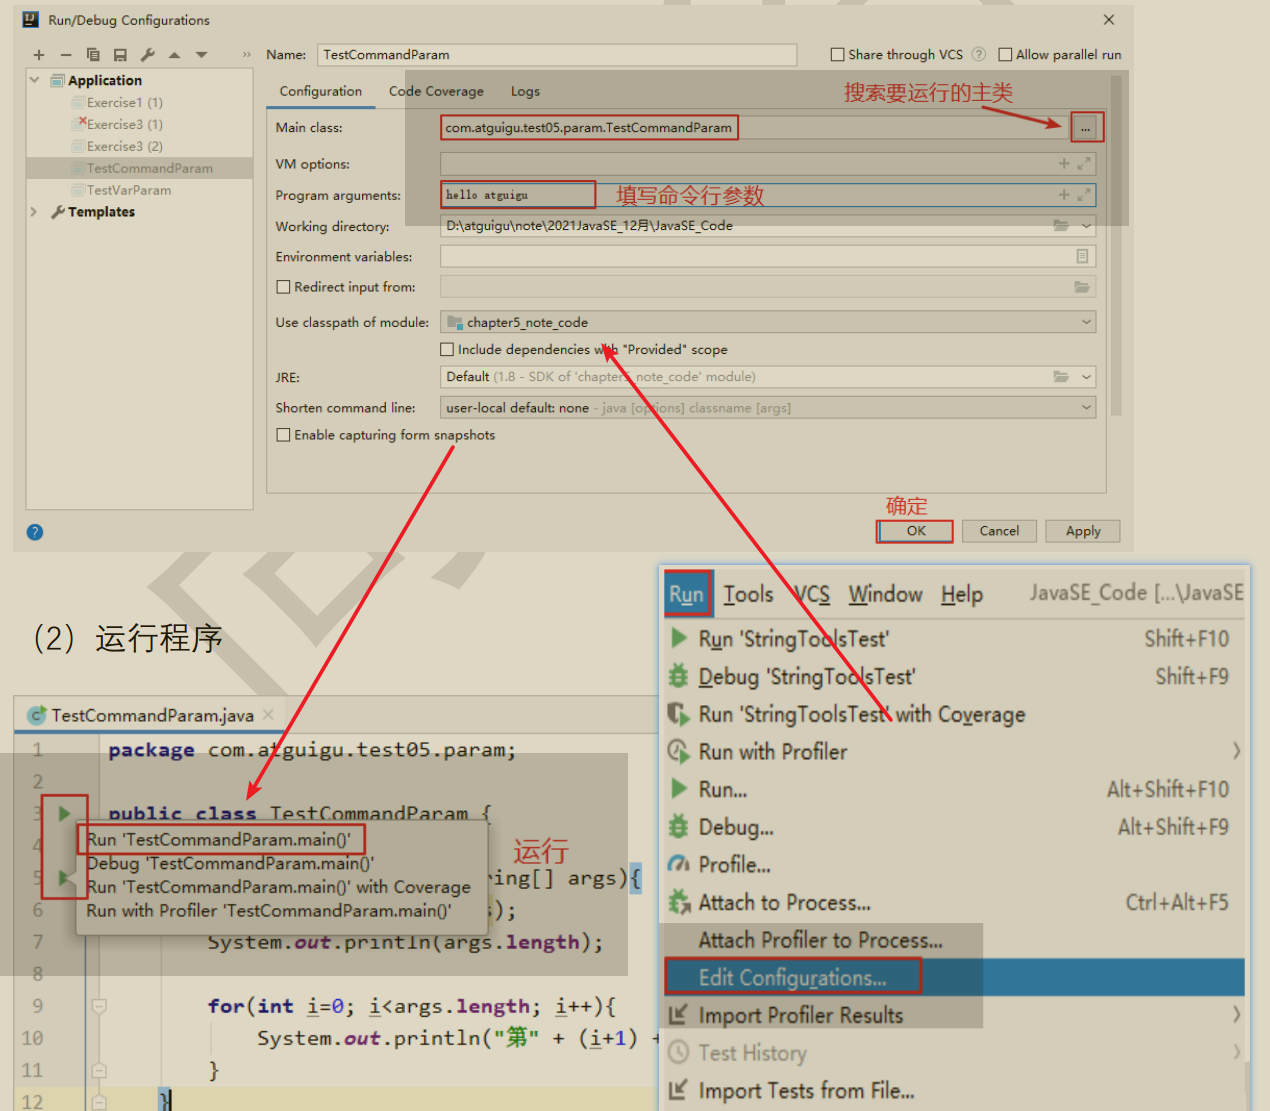 Run/Debug Configurations
Name: TestCommandParam
Share through VCS
Allow parallel run
Application
Exercise1 (1)
Exercise3 (1)
Exercise3 (2)
TestCommandParam
TestVarParam
Templates
Configuration Code Coverage Logs
搜索要运行的主类
Main class: com.atguigu.test05.param.TestCommandParam ...
VM options:
Program arguments: hello atguigu 填写命令行参数
Working directory: D:\atguigu\note\2021JavaSE_12月\JavaSE_Code
Environment variables:
Redirect input from:
Use classpath of module: chapter5_note_code
Include dependencies with "Provided" scope
JRE: Default (1.8 - SDK of 'chapter5_note_code' module)
Shorten command line: user-local default: none - java [options] classname [args]
Enable capturing form snapshots
确定
OK Cancel Apply
（2）运行程序
TestCommandParam.java
1 package com.atguigu.test05.param;
2
3 public class TestCommandParam {
4
5 ring[] args){
6 );
7 System.out.println(args.length);
8
9 for(int i=0; i<args.length; i++){
10 System.out.println("第" + (i+1) +
11 }
12 }
Run 'TestCommandParam.main()'
Debug 'TestCommandParam.main()'
Run 'TestCommandParam.main()' with Coverage
Run with Profiler 'TestCommandParam.main()'
运行
Run Tools VCS Window Help JavaSE_Code [...\JavaSE
Run 'StringToolsTest' Shift+F10
Debug 'StringToolsTest' Shift+F9
Run 'StringToolsTest' with Coverage
Run with Profiler
Run... Alt+Shift+F10
Debug... Alt+Shift+F9
Profile...
Attach to Process... Ctrl+Alt+F5
Attach Profiler to Process...
Edit Configurations...
Import Profiler Results
Test History
Import Tests from File...